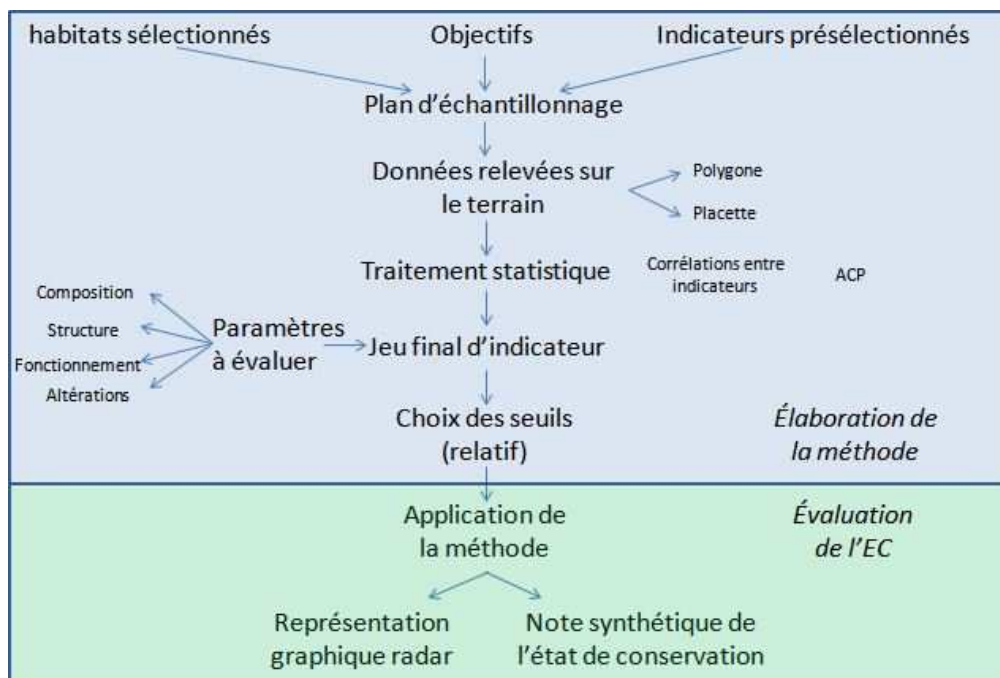 habitats sélectionnés
Objectifs
Indicateurs présélectionnés
Plan d'échantillonnage
Données relevées sur
le terrain
Polygone
Placette
Traitement statistique
Corrélations entre
indicateurs
ACP
Composition
Structure
Fonctionnement
Altérations
Paramètres
à évaluer
Jeu final d'indicateur
Choix des seuils
(relatif)
Élaboration de
la méthode
Application de
la méthode
Évaluation
de l'EC
Représentation
graphique radar
Note synthétique de
l'état de conservation